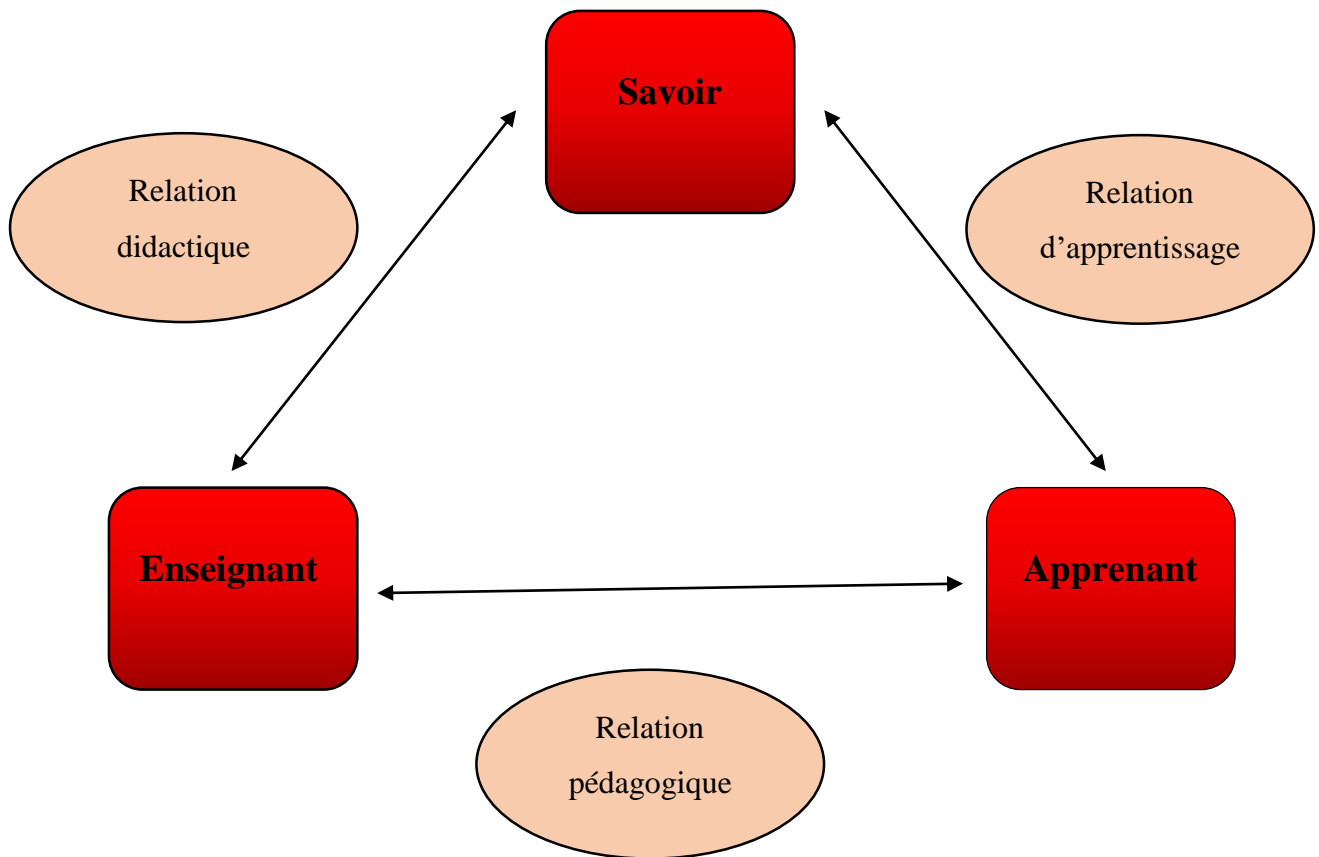 Savoir
Relation
didactique
Relation
d’apprentissage
Enseignant
Apprenant
Relation
pédagogique